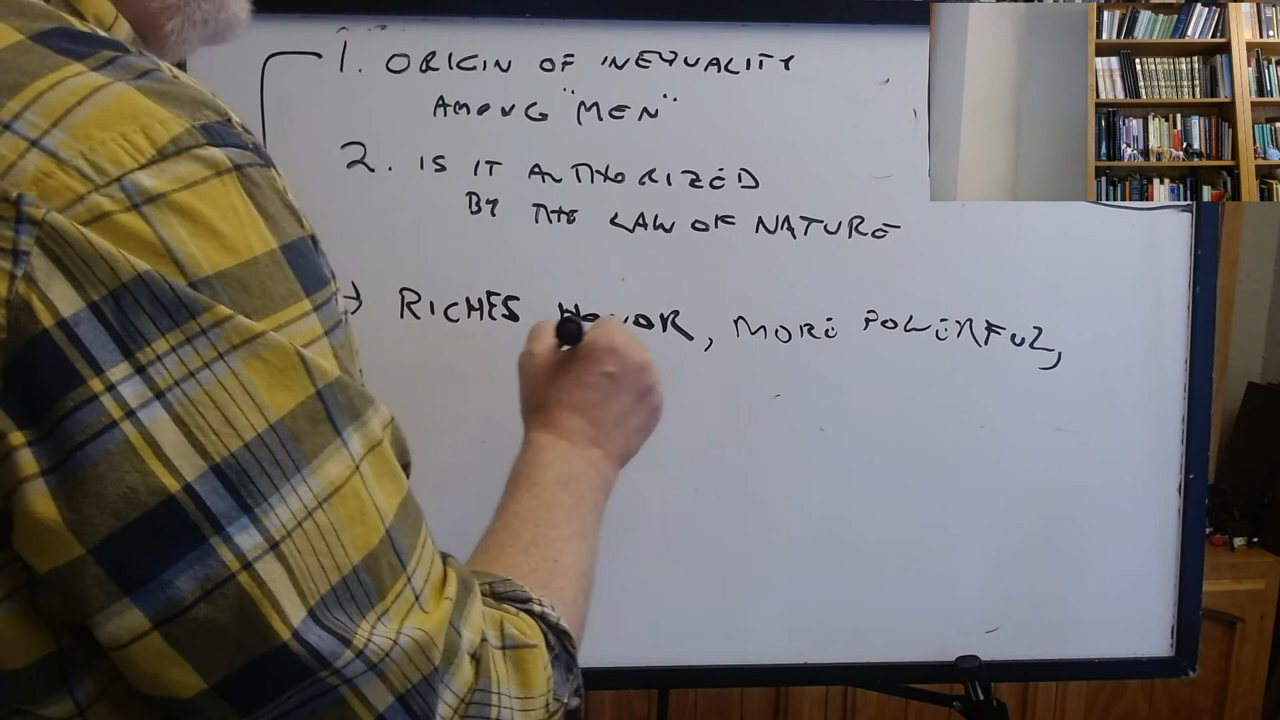 1. ORIGIN OF INEQUALITY
AMONG "MEN"
2. IS IT AUTHORIZED
BY THE LAW OF NATURE
→ RICHES HONOR, MORE POWERFUL,